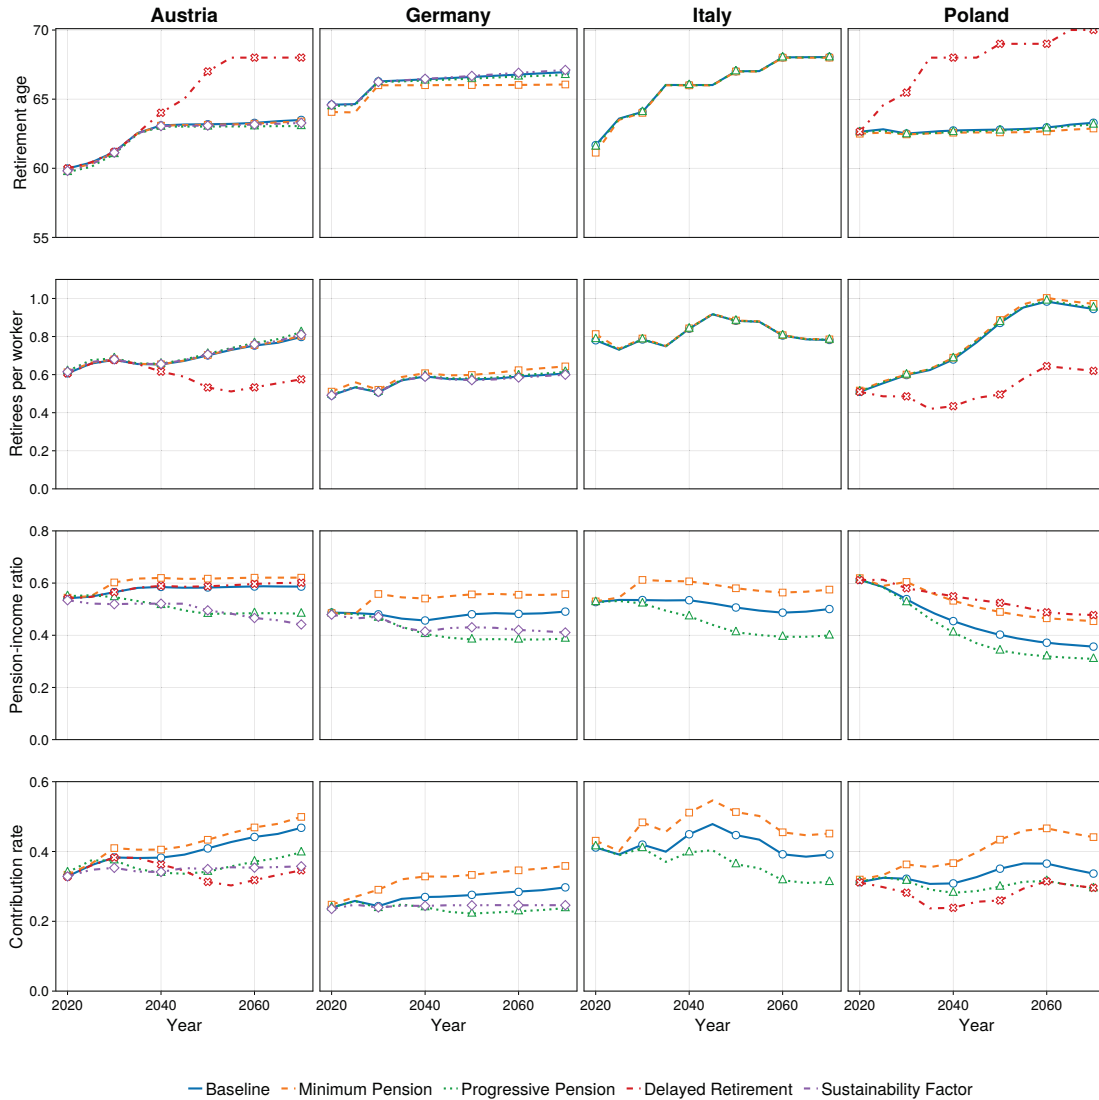 Austria Germany Italy Poland
Retirement age
70
65
60
55
Retirees per worker
1.0
0.8
0.6
0.4
0.2
0.0
Pension-income ratio
0.8
0.6
0.4
0.2
0.0
Contribution rate
0.6
0.4
0.2
0.0
2020 2040 2060 2020 2040 2060 2020 2040 2060 2020 2040 2060
Year Year Year Year
Baseline Minimum Pension Progressive Pension Delayed Retirement Sustainability Factor